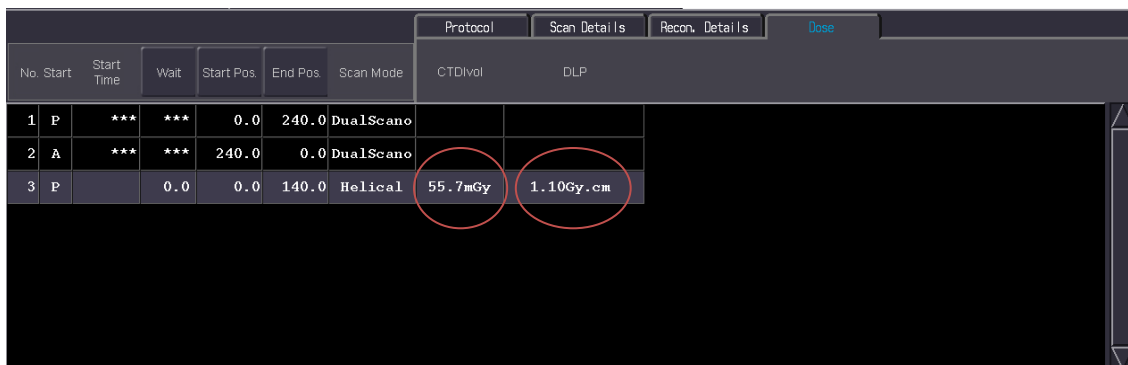 Protocol Scan Details Recon. Details Dose
No. Start Start Time Wait Start Pos. End Pos. Scan Mode CTDIvol DLP
1 P *** *** 0.0 240.0 DualScano
2 A *** *** 240.0 0.0 DualScano
3 P 0.0 0.0 140.0 Helical 55.7mGy 1.10Gy.cm